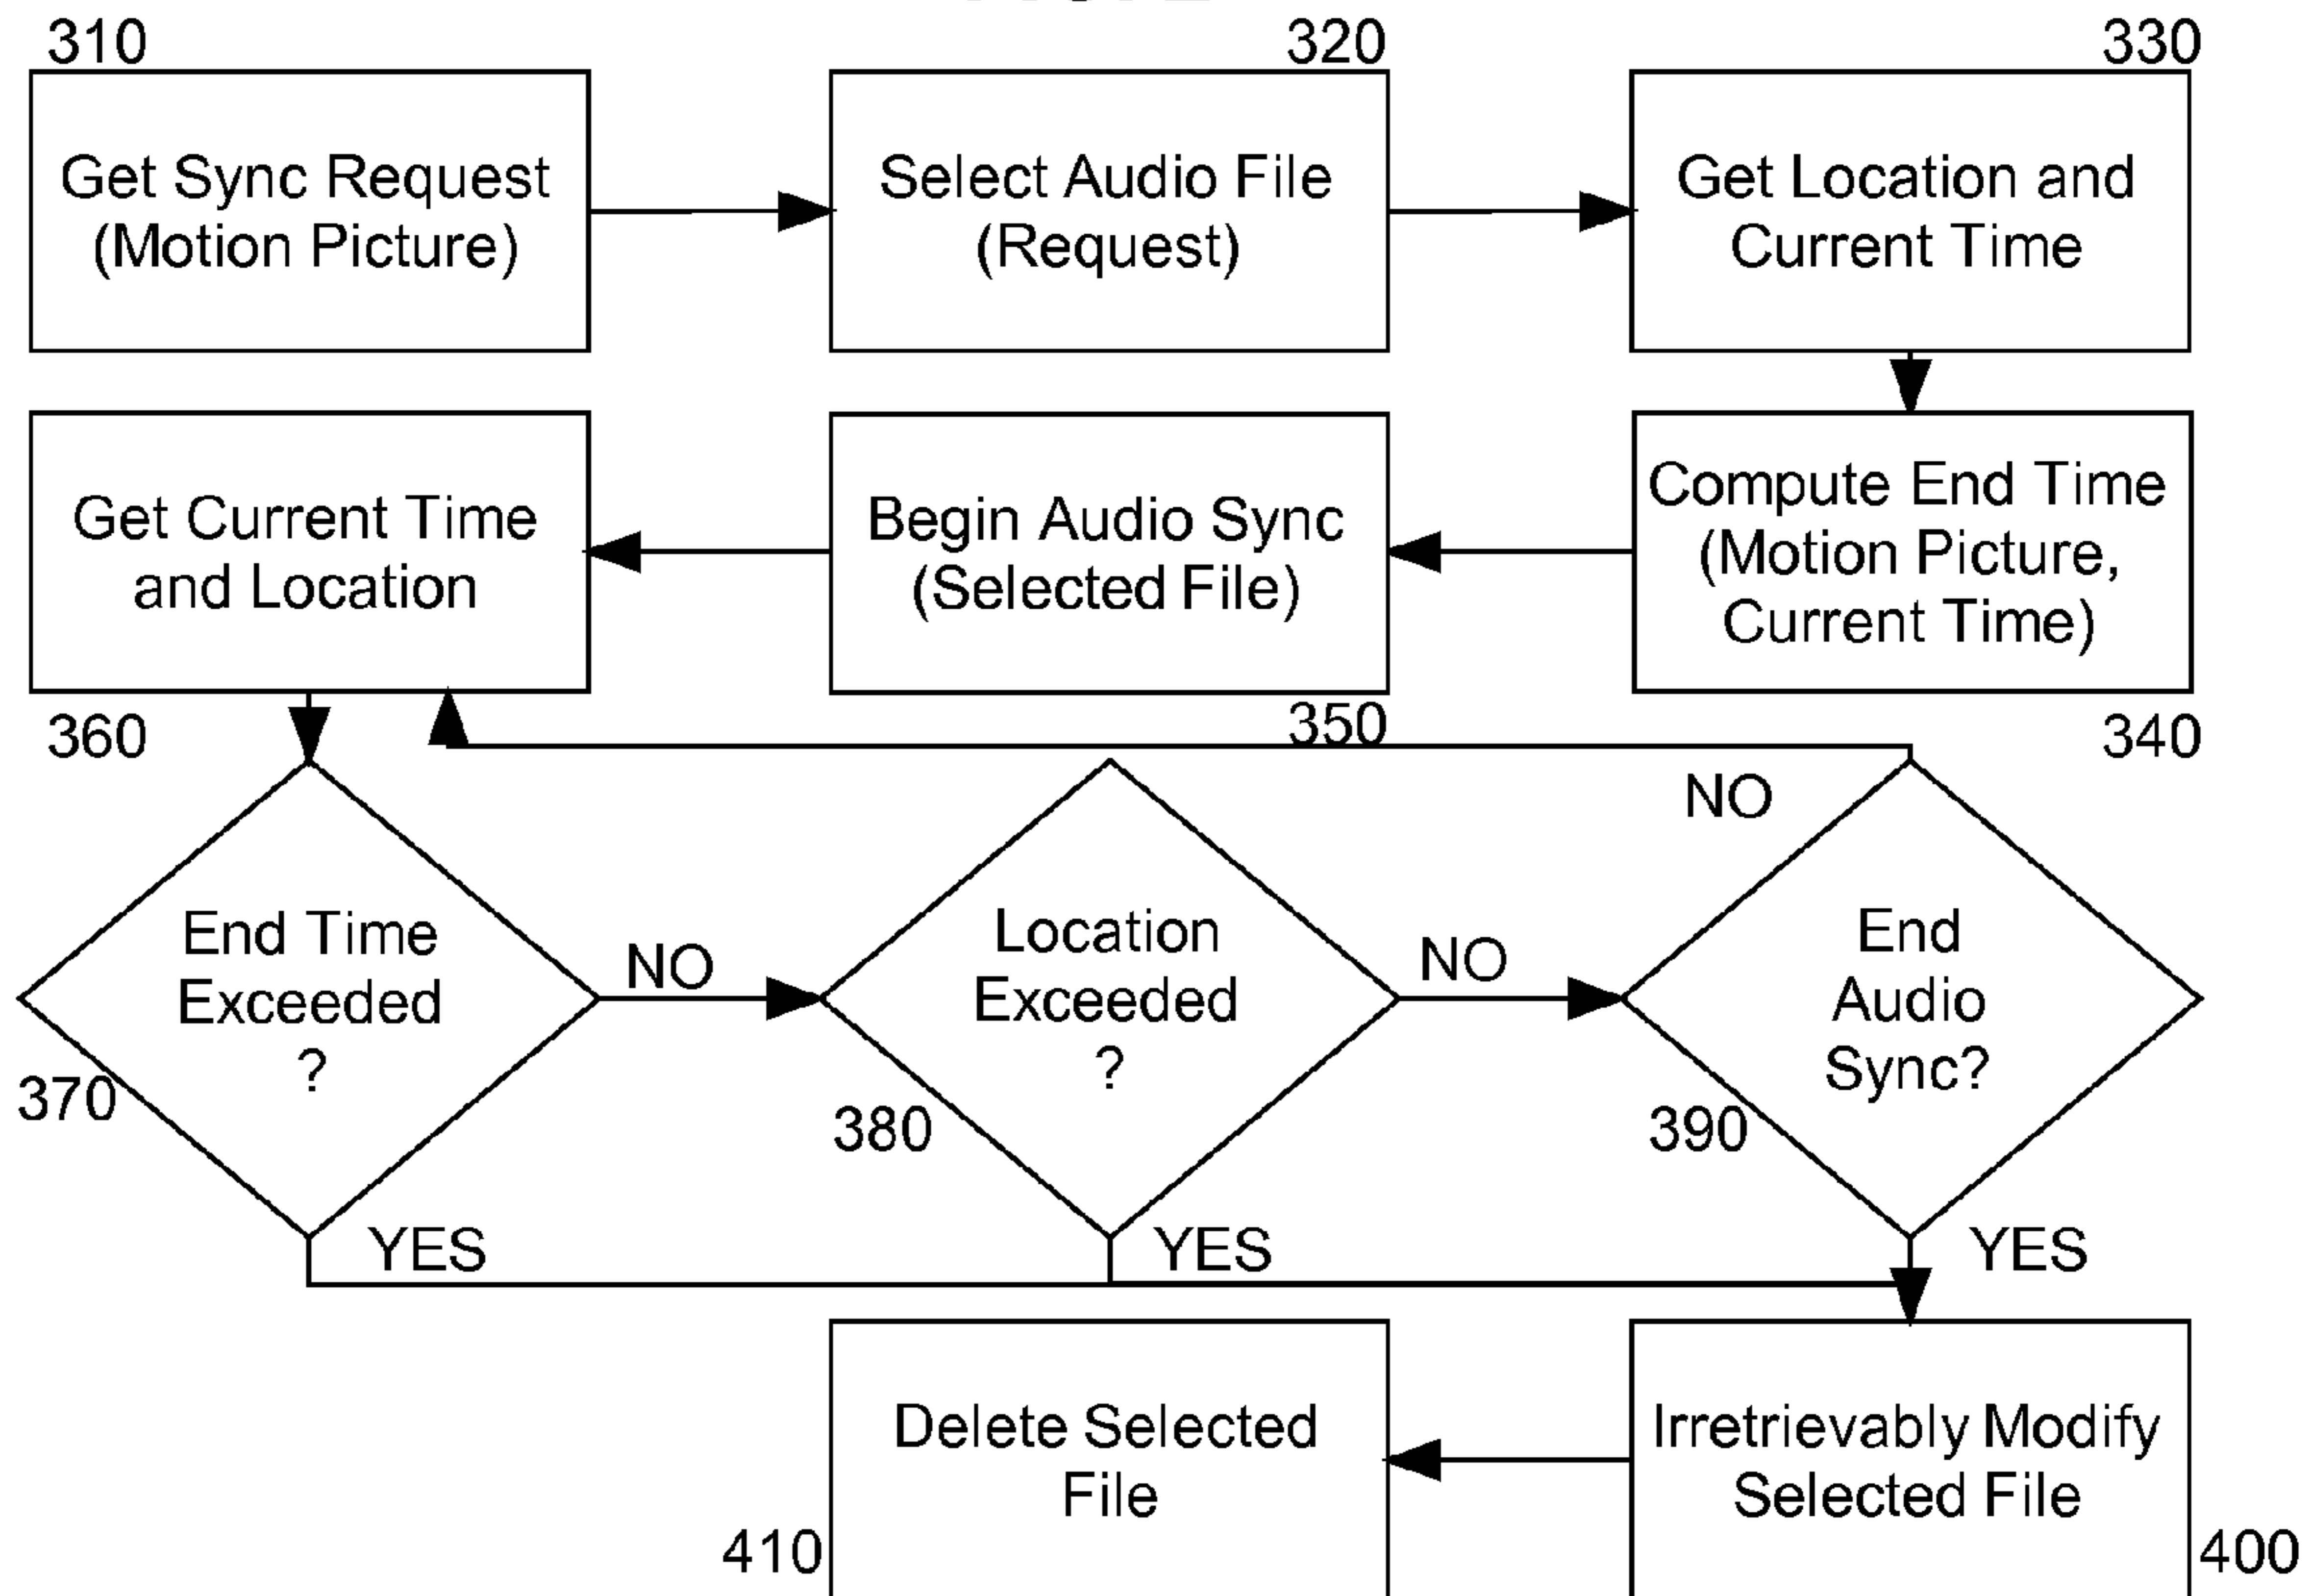 310
320
330
Get Sync Request
(Motion Picture)
Select Audio File
(Request)
Get Location and
Current Time
Get Current Time
and Location
Begin Audio Sync
(Selected File)
Compute End Time
(Motion Picture,
Current Time)
360
350
340
NO
End Time
Exceeded
?
NO
Location
Exceeded
?
NO
End
Audio
Sync?
370
380
390
YES
YES
YES
Delete Selected
File
Irretrievably Modify
Selected File
410
400